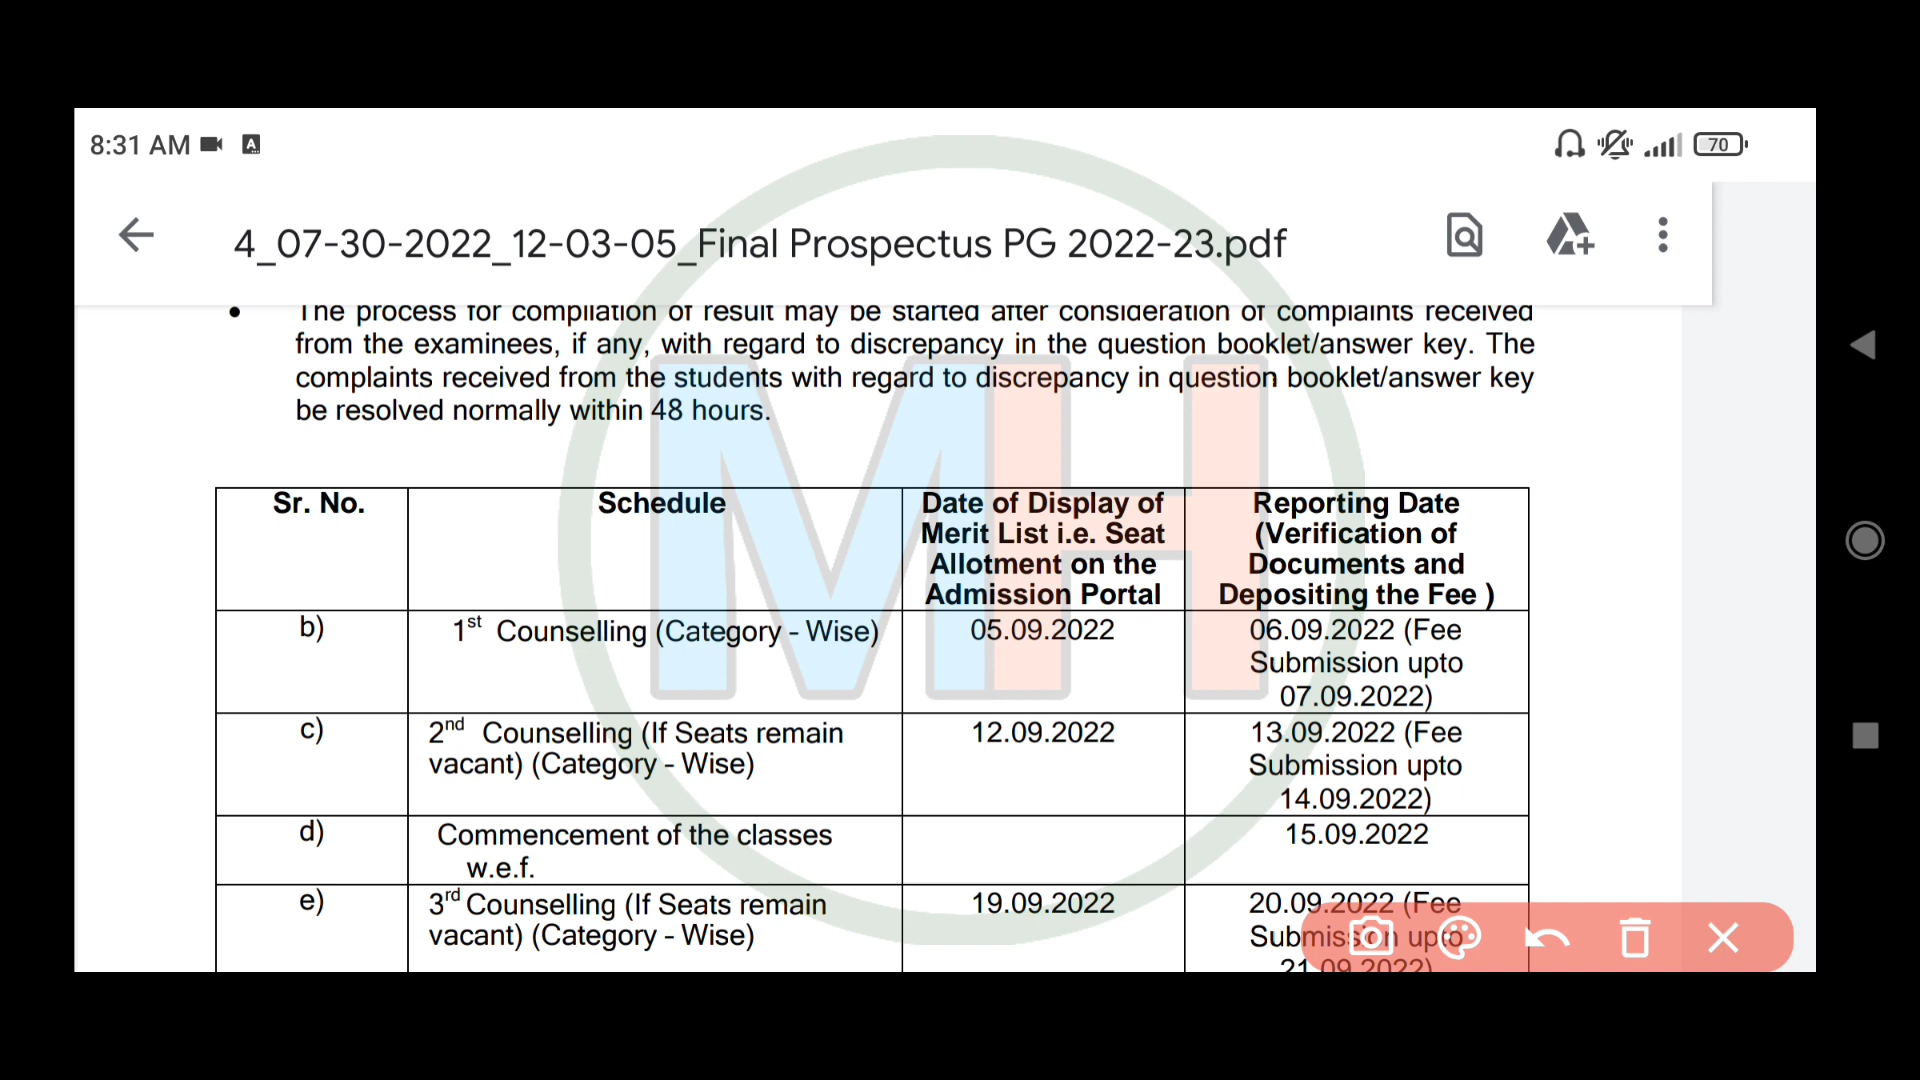 8:31 AM
70
4_07-30-2022_12-03-05_Final Prospectus PG 2022-23.pdf
• The process for compilation of result may be started after consideration of complaints received
from the examinees, if any, with regard to discrepancy in the question booklet/answer key. The
complaints received from the students with regard to discrepancy in question booklet/answer key
be resolved normally within 48 hours.
MH
Sr. No.
Schedule
Date of Display of
Merit List i.e. Seat
Allotment on the
Admission Portal
Reporting Date
(Verification of
Documents and
Depositing the Fee )
b)
1st Counselling (Category - Wise)
05.09.2022
06.09.2022 (Fee
Submission upto
07.09.2022)
c)
2nd Counselling (If Seats remain
vacant) (Category - Wise)
12.09.2022
13.09.2022 (Fee
Submission upto
14.09.2022)
d)
Commencement of the classes
w.e.f.
15.09.2022
e)
3rd Counselling (If Seats remain
vacant) (Category - Wise)
19.09.2022
20.09.2022 (Fee
Submission upto
21.09.2022)